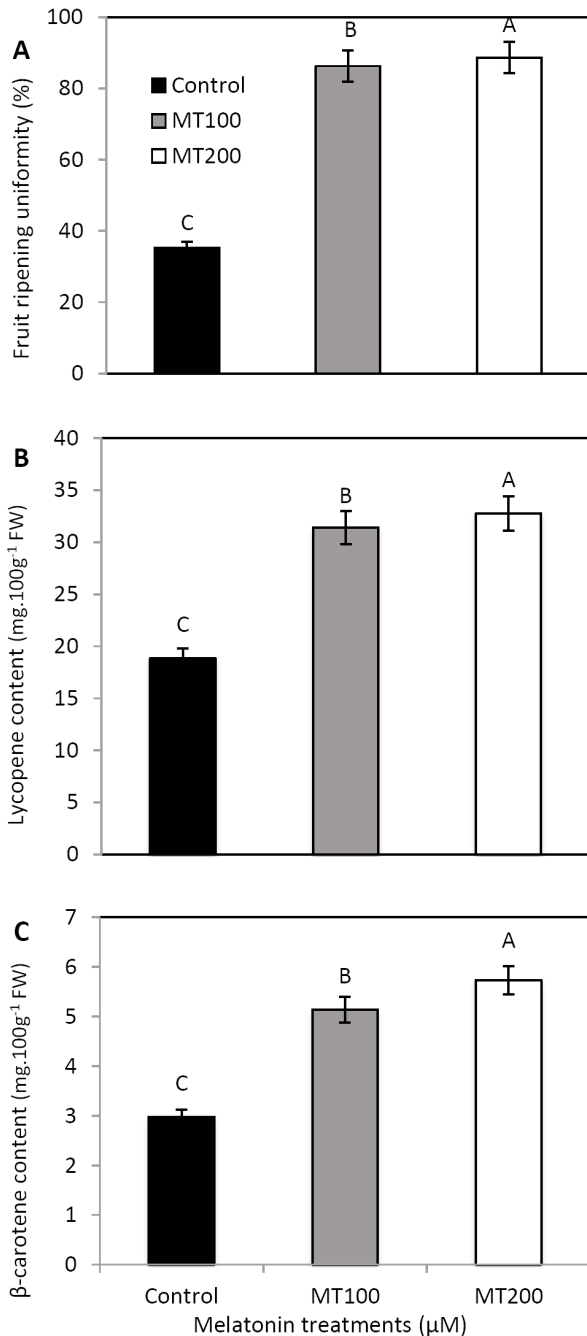 A
Fruit ripening uniformity (%)
100
80
60
40
20
0
Control
MT100
MT200
C
B
A
B
Lycopene content (mg.100g⁻¹ FW)
40
35
30
25
20
15
10
5
0
C
B
A
C
β-carotene content (mg.100g⁻¹ FW)
7
6
5
4
3
2
1
0
C
B
A
Control MT100 MT200
Melatonin treatments (µM)